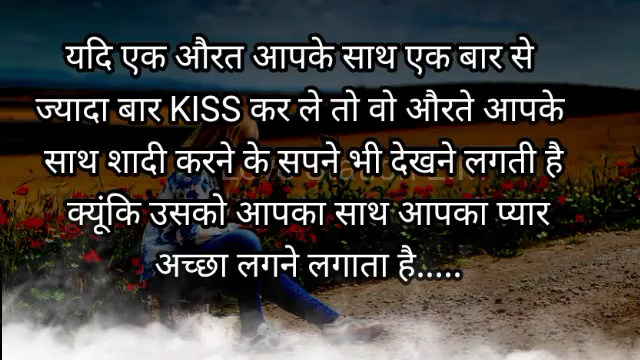 यदि एक औरत आपके साथ एक बार से
ज्यादा बार KISS कर ले तो वो औरते आपके
साथ शादी करने के सपने भी देखने लगती है
क्यूंकि उसको आपका साथ आपका प्यार
अच्छा लगने लगाता है.....